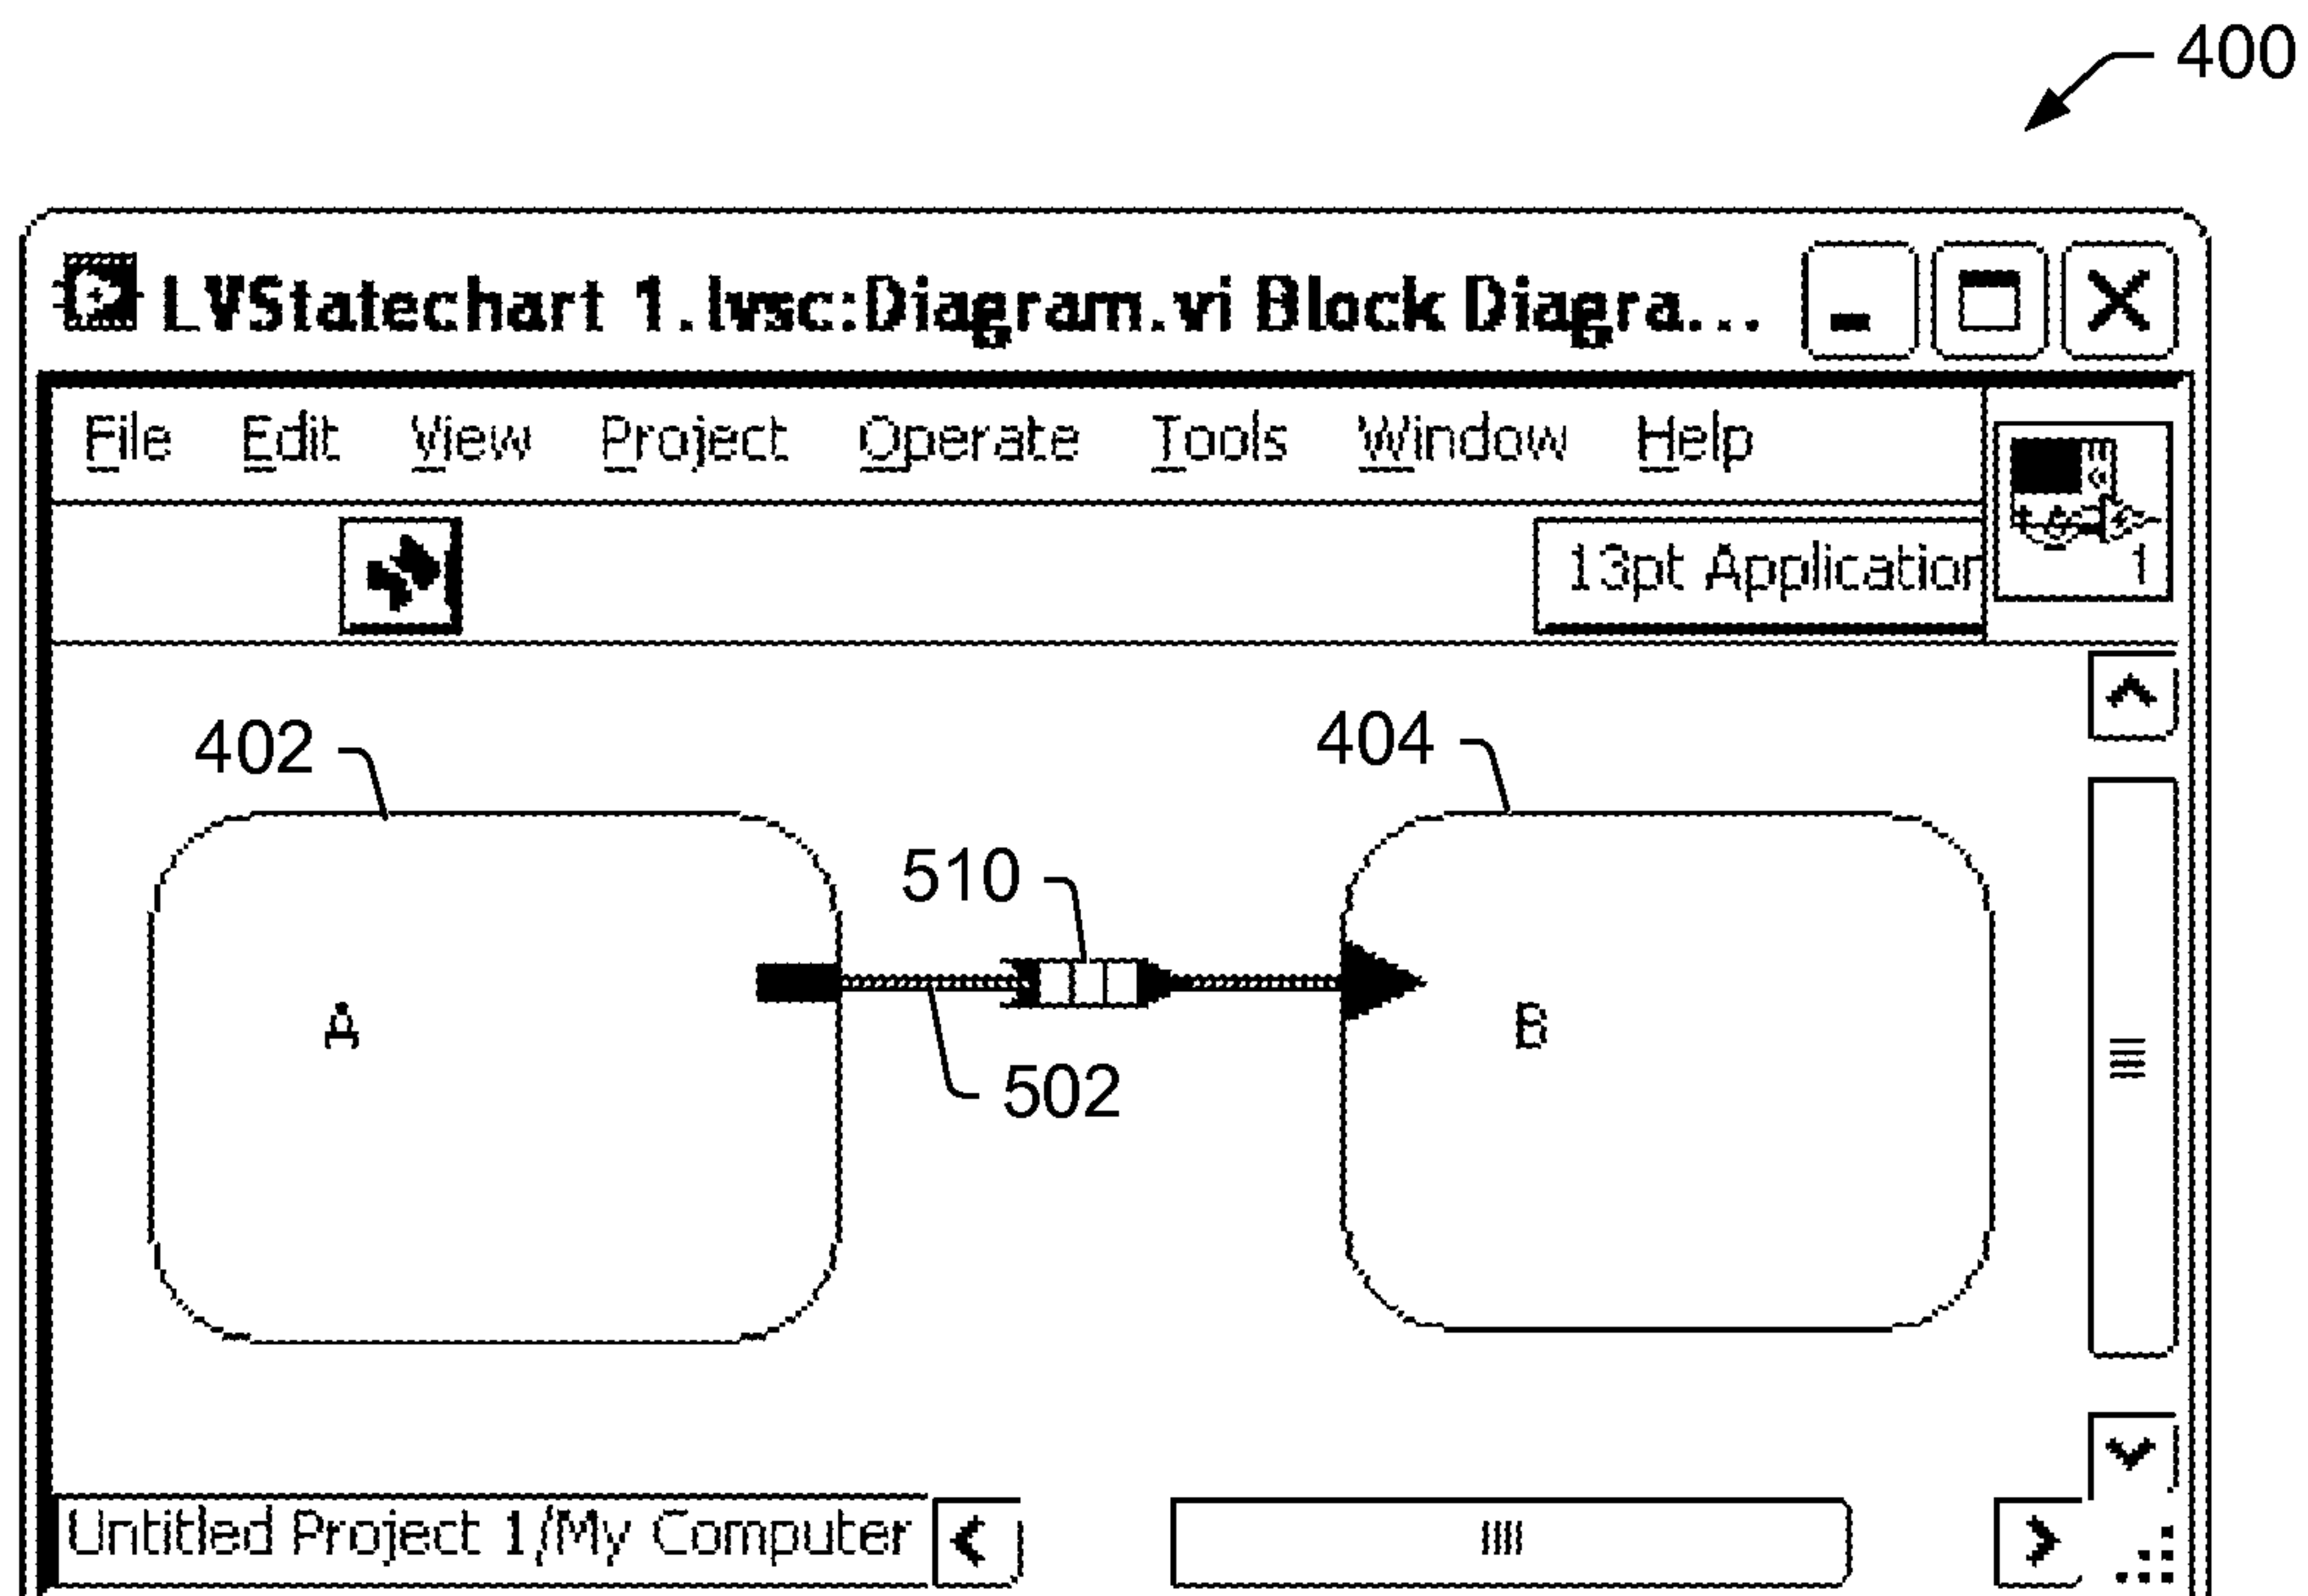 400
LVStatechart 1.lvsc:Diagram.vi Block Diagra...
File Edit View Project Operate Tools Window Help
13pt Application
1
402
404
510
A
B
502
Untitled Project 1/My Computer